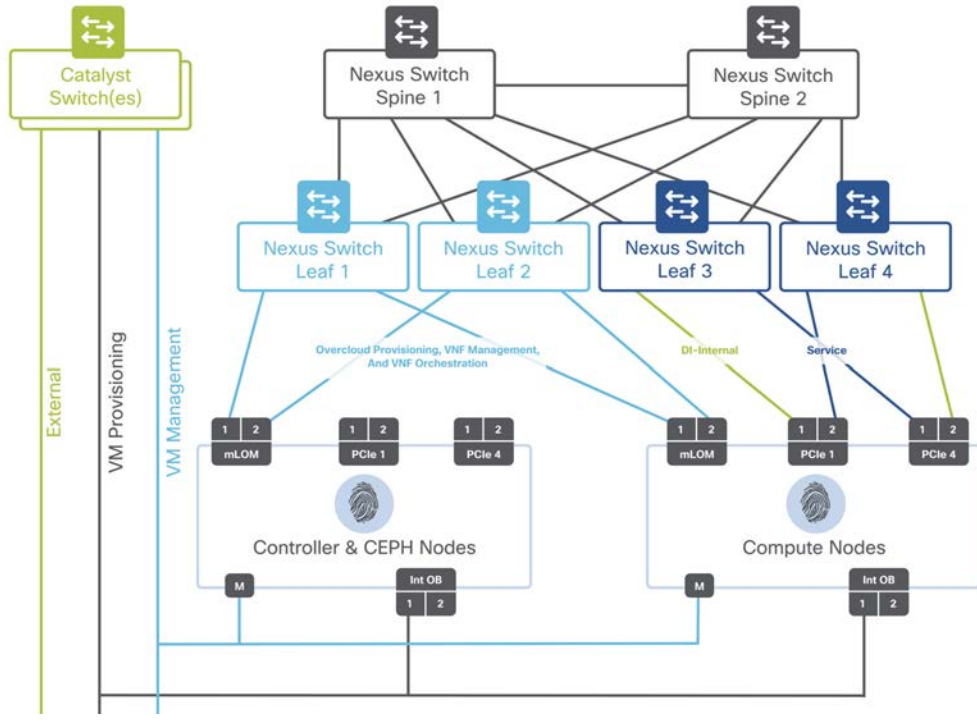 Catalyst
Switch(es)
Nexus Switch
Spine 1
Nexus Switch
Spine 2
Nexus Switch
Leaf 1
Nexus Switch
Leaf 2
Nexus Switch
Leaf 3
Nexus Switch
Leaf 4
External
VM Provisioning
VM Management
Overcloud Provisioning, VNF Management,
And VNF Orchestration
DI-Internal
Service
1 2
mLOM
1 2
PCIe 1
1 2
PCIe 4
1 2
mLOM
1 2
PCIe 1
1 2
PCIe 4
Controller & CEPH Nodes
Compute Nodes
M
Int OB
1 2
M
Int OB
1 2